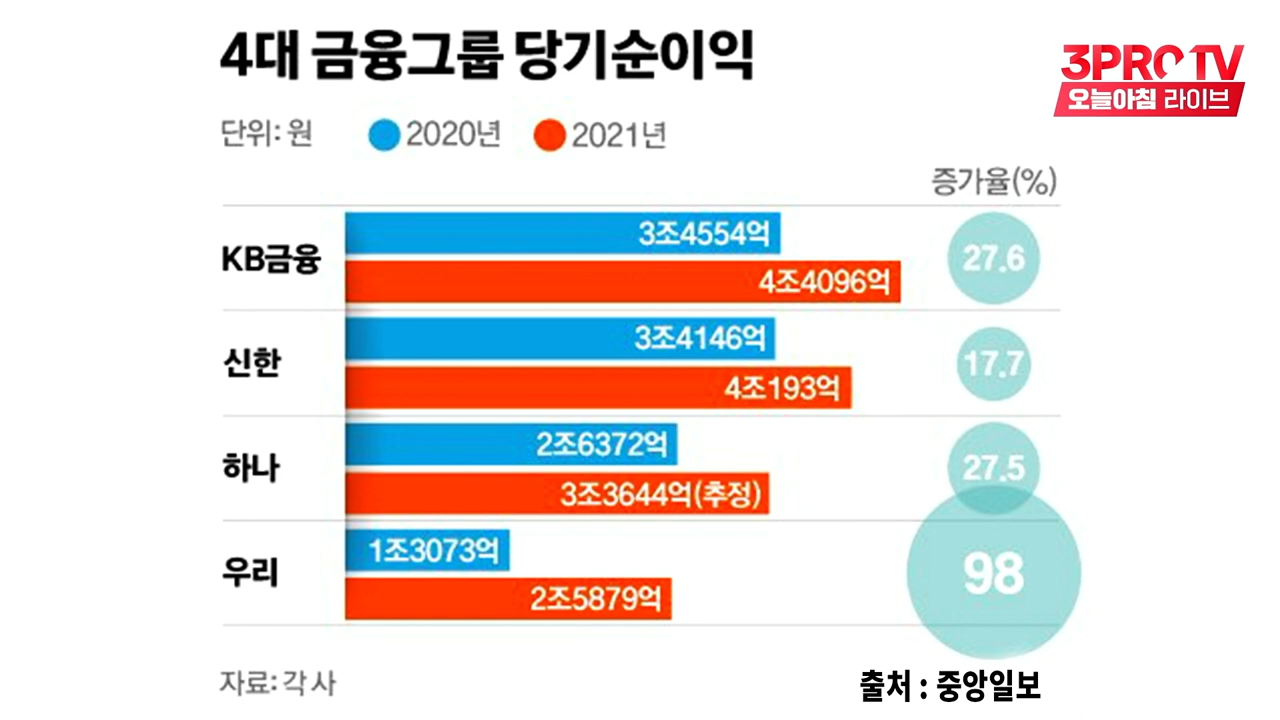 4대 금융그룹 당기순이익
3PRO TV
오늘아침 라이브
단위: 원 2020년 2021년
증가율(%)
KB금융
3조4554억
4조4096억
27.6
신한
3조4146억
4조193억
17.7
하나
2조6372억
3조3644억(추정)
27.5
우리
1조3073억
2조5879억
98
자료: 각 사
출처 : 중앙일보